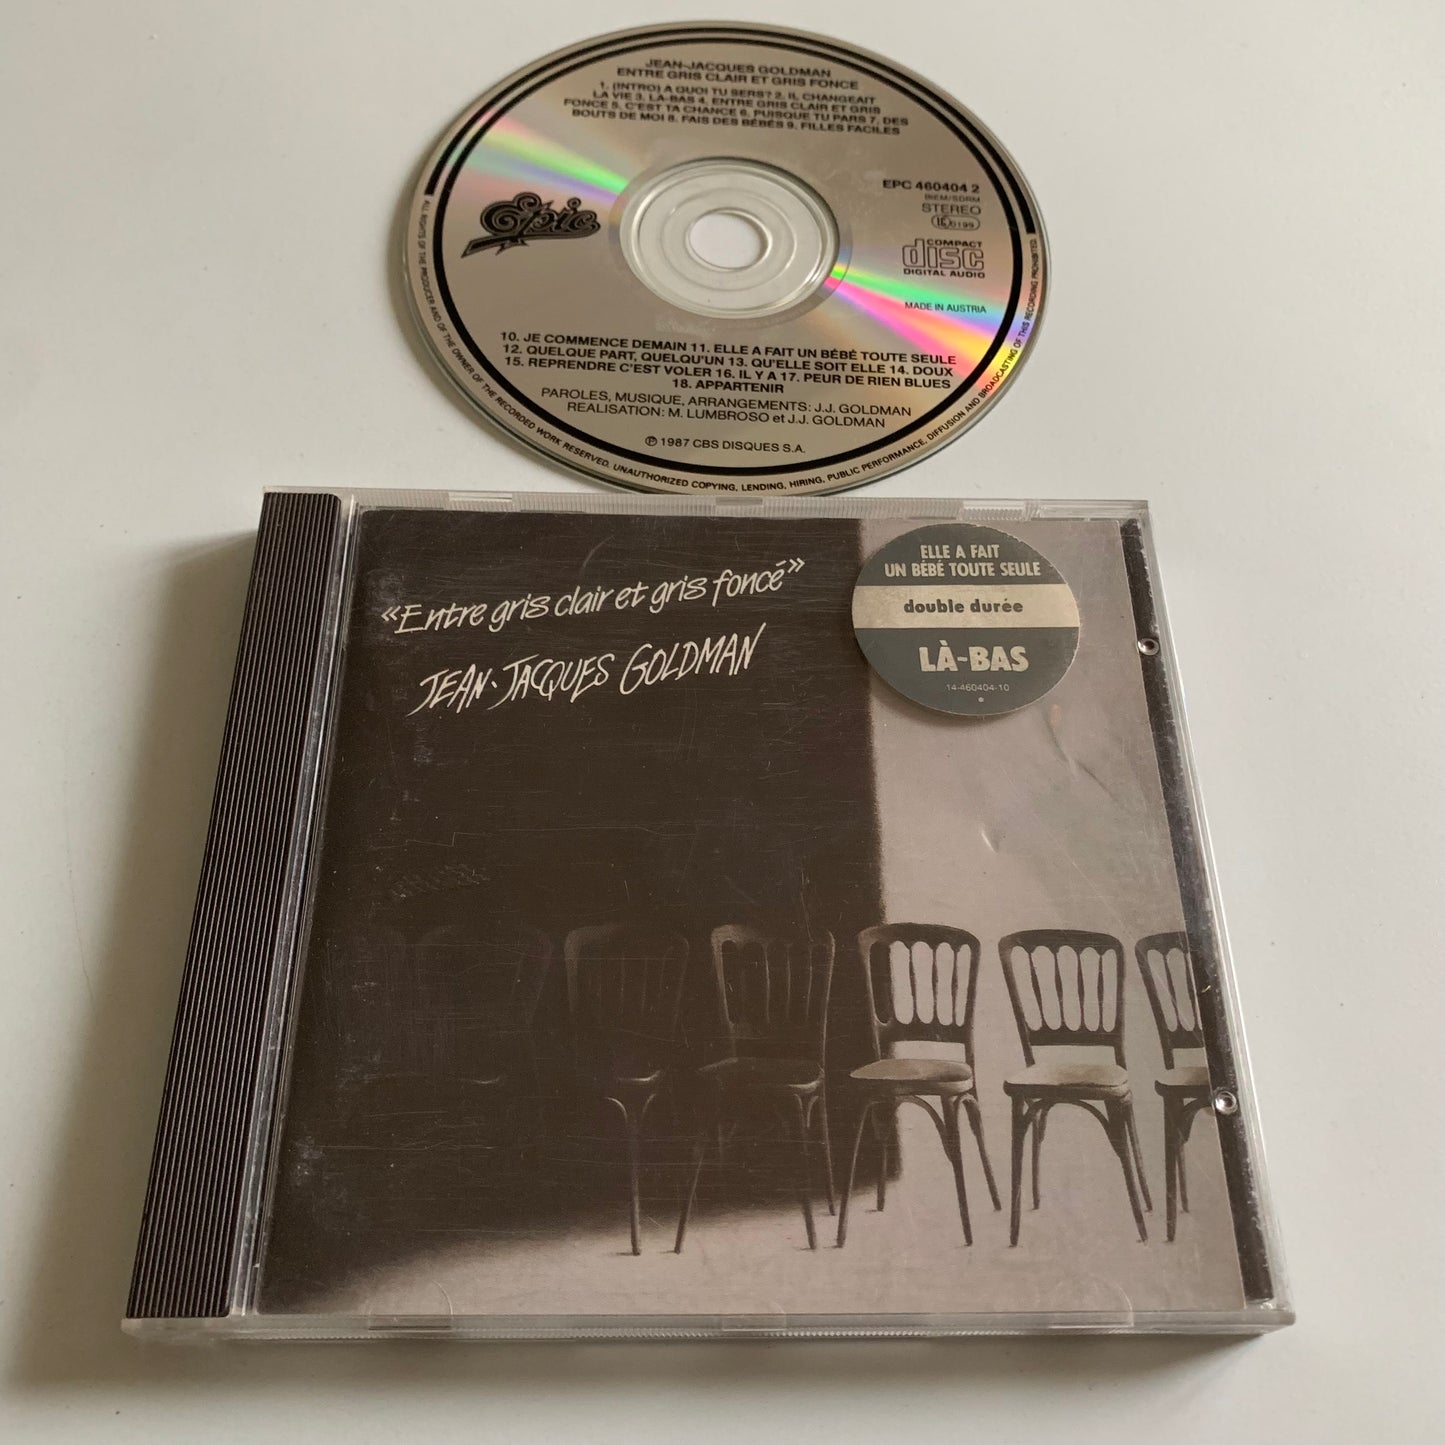 JEAN-JACQUES GOLDMAN
ENTRE GRIS CLAIR ET GRIS FONCE
1. (INTRO) A QUOI TU SERS? 2. IL CHANGEAIT
LA VIE 3. LA-BAS 4. ENTRE GRIS CLAIR ET GRIS
FONCE 5. C'EST TA CHANCE 6. PUISQUE TU PARS 7. DES
BOUTS DE MOI 8. FAIS DES BÉBÉS 9. FILLES FACILES
EPC 460404 2
BIEM/SDRM
STEREO
Epic
COMPACT
disc
DIGITAL AUDIO
MADE IN AUSTRIA
10. JE COMMENCE DEMAIN 11. ELLE A FAIT UN BÉBÉ TOUTE SEULE
12. QUELQUE PART, QUELQU'UN 13. QU'ELLE SOIT ELLE 14. DOUX
15. REPRENDRE C'EST VOLER 16. IL Y A 17. PEUR DE RIEN BLUES
18. APPARTENIR
PAROLES, MUSIQUE, ARRANGEMENTS: J.J. GOLDMAN
REALISATION: M. LUMBROSO et J.J. GOLDMAN
℗ 1987 CBS DISQUES S.A.
ALL RIGHTS OF THE PRODUCER AND OF THE OWNER OF THE RECORDED WORK RESERVED. UNAUTHORIZED COPYING, LENDING, HIRING, PUBLIC PERFORMANCE, DIFFUSION AND BROADCASTING OF THIS RECORDING PROHIBITED.
«Entre gris clair et gris foncé»
JEAN-JACQUES GOLDMAN
ELLE A FAIT
UN BÉBÉ TOUTE SEULE
double durée
LÀ-BAS
14-460404-10